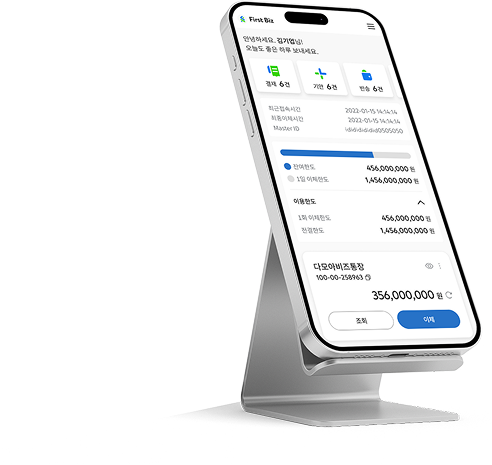 First Biz
안녕하세요. 김기업님!
오늘도 좋은 하루 보내세요.
결재 6건
기안 6건
반송 6건
최근접속시간 2022-01-15 14:14:14
최종이체시간 2022-01-15 14:14:14
Master ID idididididid0505050
잔여한도 456,000,000 원
1일 이체한도 1,456,000,000 원
이용한도
1회 이체한도 456,000,000 원
전결한도 1,456,000,000 원
다모아비즈통장
100-00-258963
356,000,000 원
조회
이체